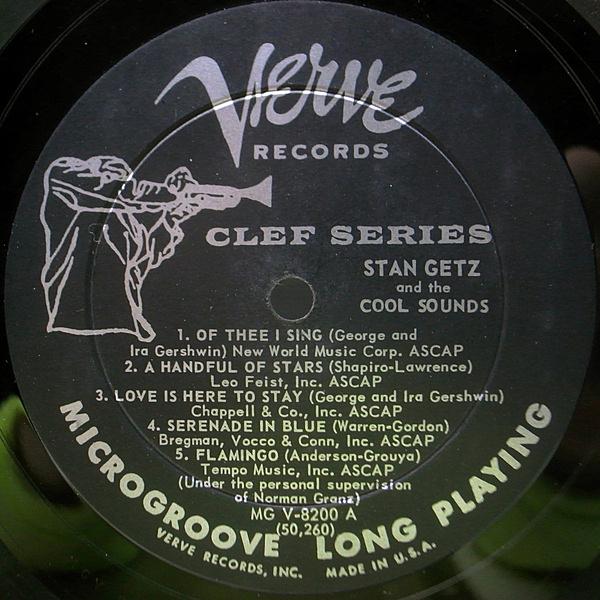 Verve
RECORDS
CLEF SERIES
STAN GETZ
and the
COOL SOUNDS
1. OF THEE I SING (George and
Ira Gershwin) New World Music Corp. ASCAP
2. A HANDFUL OF STARS (Shapiro-Lawrence)
Leo Feist, Inc. ASCAP
3. LOVE IS HERE TO STAY (George and Ira Gershwin)
Chappell & Co., Inc. ASCAP
4. SERENADE IN BLUE (Warren-Gordon)
Bregman, Vocco & Conn, Inc. ASCAP
5. FLAMINGO (Anderson-Grouya)
Tempo Music, Inc. ASCAP
(Under the personal supervision
of Norman Granz)
MG V-8200 A
(50,260)
MICROGROOVE LONG PLAYING
VERVE RECORDS, INC. MADE IN U.S.A.